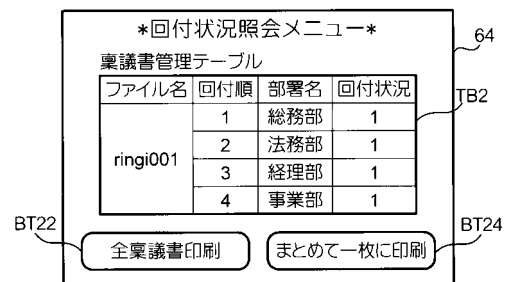 *回付状況照会メニュー*
64
稟議書管理テーブル
ファイル名 回付順 部署名 回付状況
TB2
1 総務部 1
2 法務部 1
ringi001
3 経理部 1
4 事業部 1
BT22
BT24
全稟議書印刷 まとめて一枚に印刷